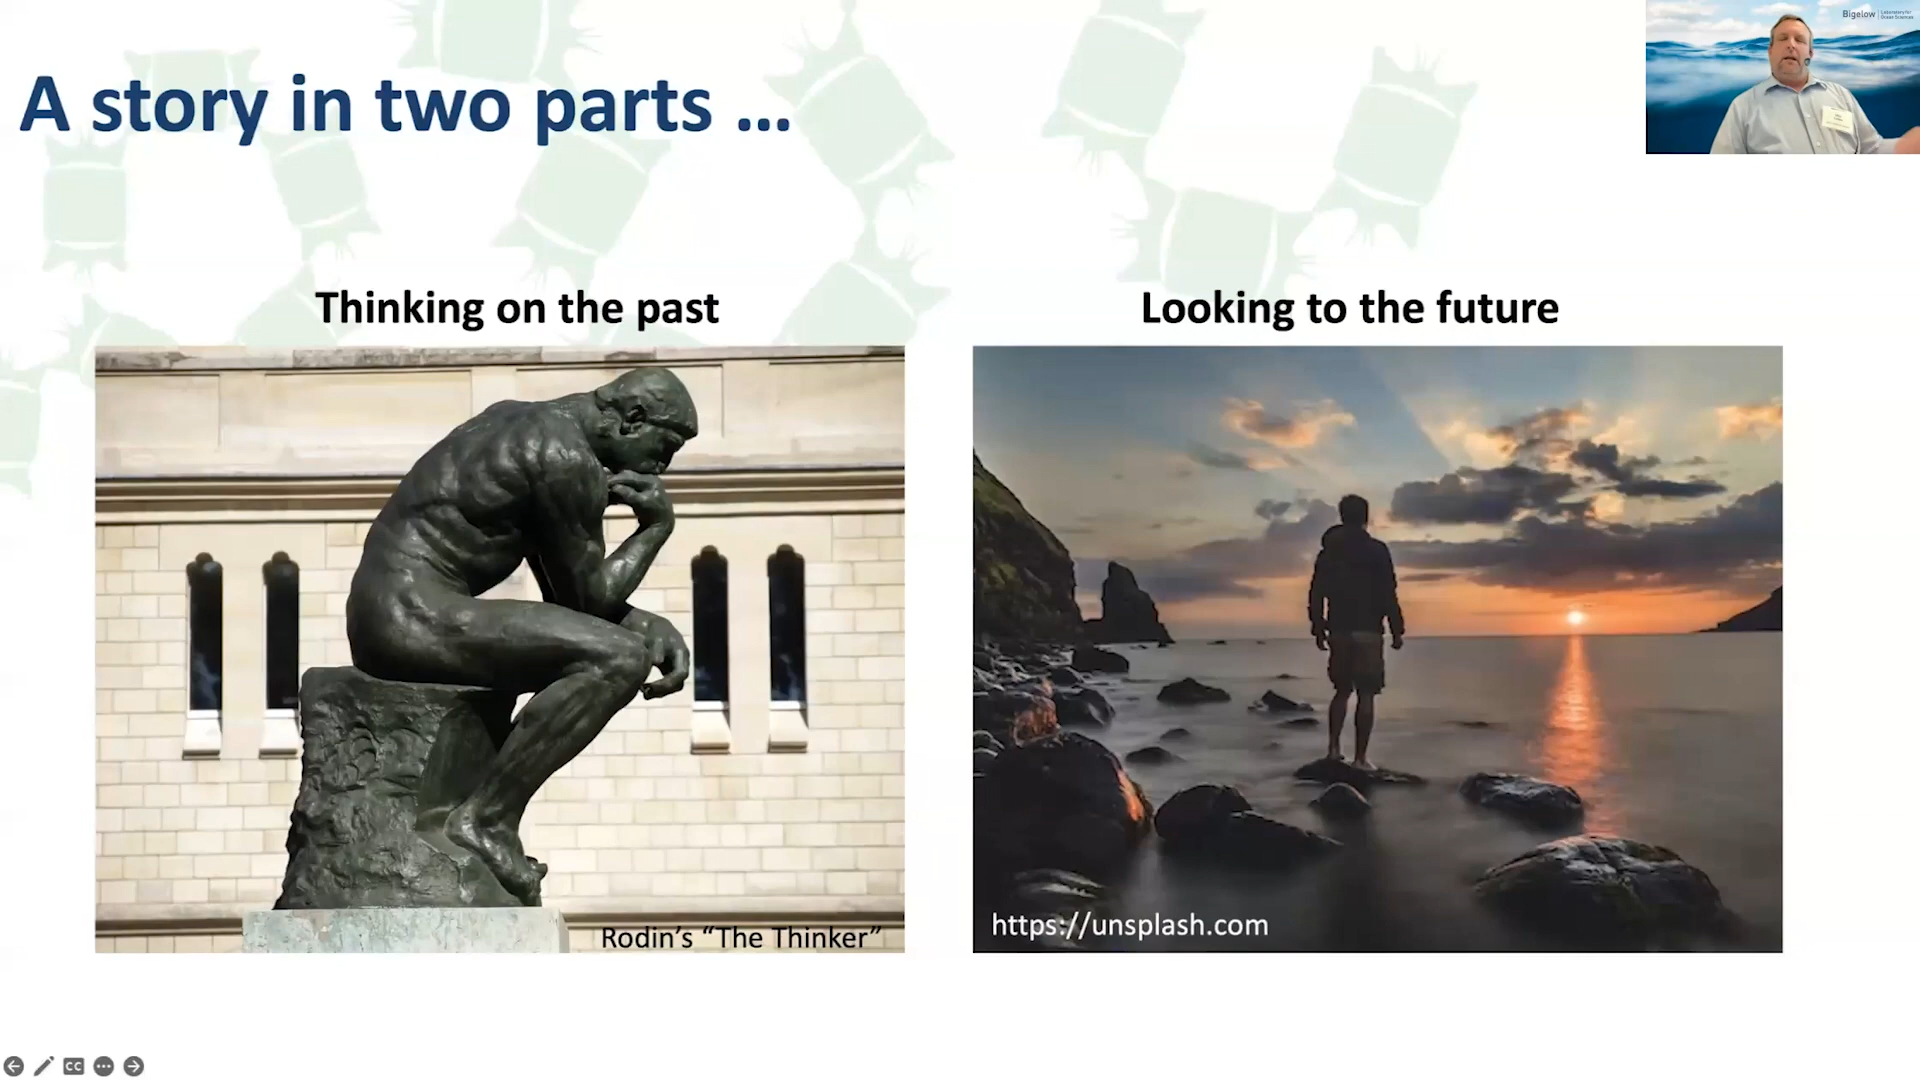 A story in two parts ...
Bigelow
Laboratory for
Ocean Sciences
Thinking on the past
Looking to the future
Rodin’s “The Thinker”
https://unsplash.com
CC